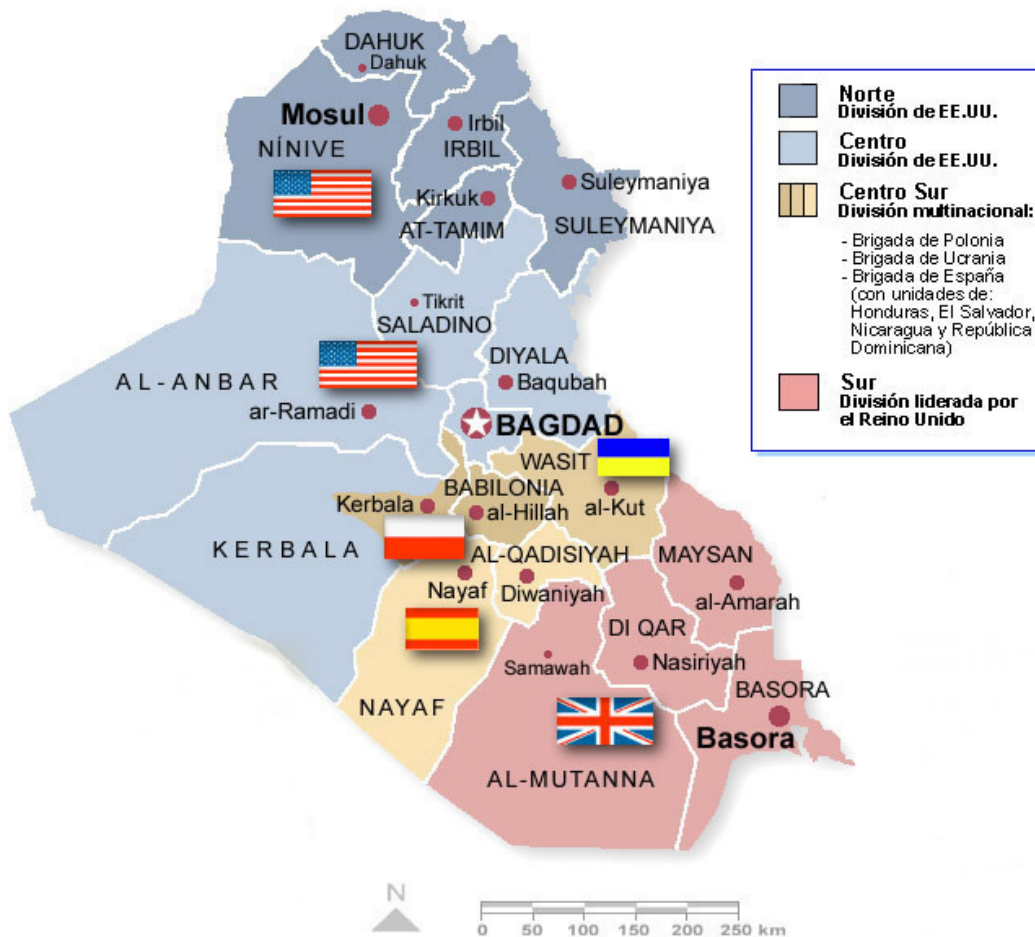 DAHUK
Dahuk
Mosul
NÍNIVE
Irbil
IRBIL
Kirkuk
AT-TAMIM
Suleymaniya
SULEYMANIYA
Tikrit
SALADINO
DIYALA
Baqubah
AL-ANBAR
ar-Ramadi
BAGDAD
WASIT
al-Kut
BABILONIA
Kerbala
al-Hillah
KERBALA
AL-QADISIYAH
Nayaf
Diwaniyah
MAYSAN
al-Amarah
DI QAR
Nasiriyah
Samawah
NAYAF
BASORA
Basora
AL-MUTANNA
Norte
División de EE.UU.
Centro
División de EE.UU.
Centro Sur
División multinacional:
- Brigada de Polonia
- Brigada de Ucrania
- Brigada de España
(con unidades de:
Honduras, El Salvador,
Nicaragua y República
Dominicana)
Sur
División liderada por
el Reino Unido
N
0 50 100 150 200 250 km